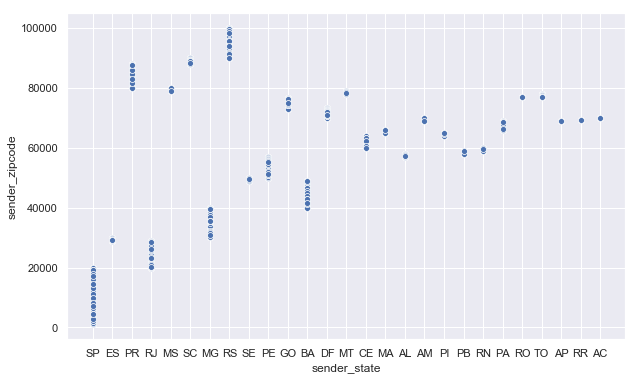 100000
80000
60000
40000
20000
0
sender_zipcode
SP ES PR RJ MS SC MG RS SE PE GO BA DF MT CE MA AL AM PI PB RN PA RO TO AP RR AC
sender_state